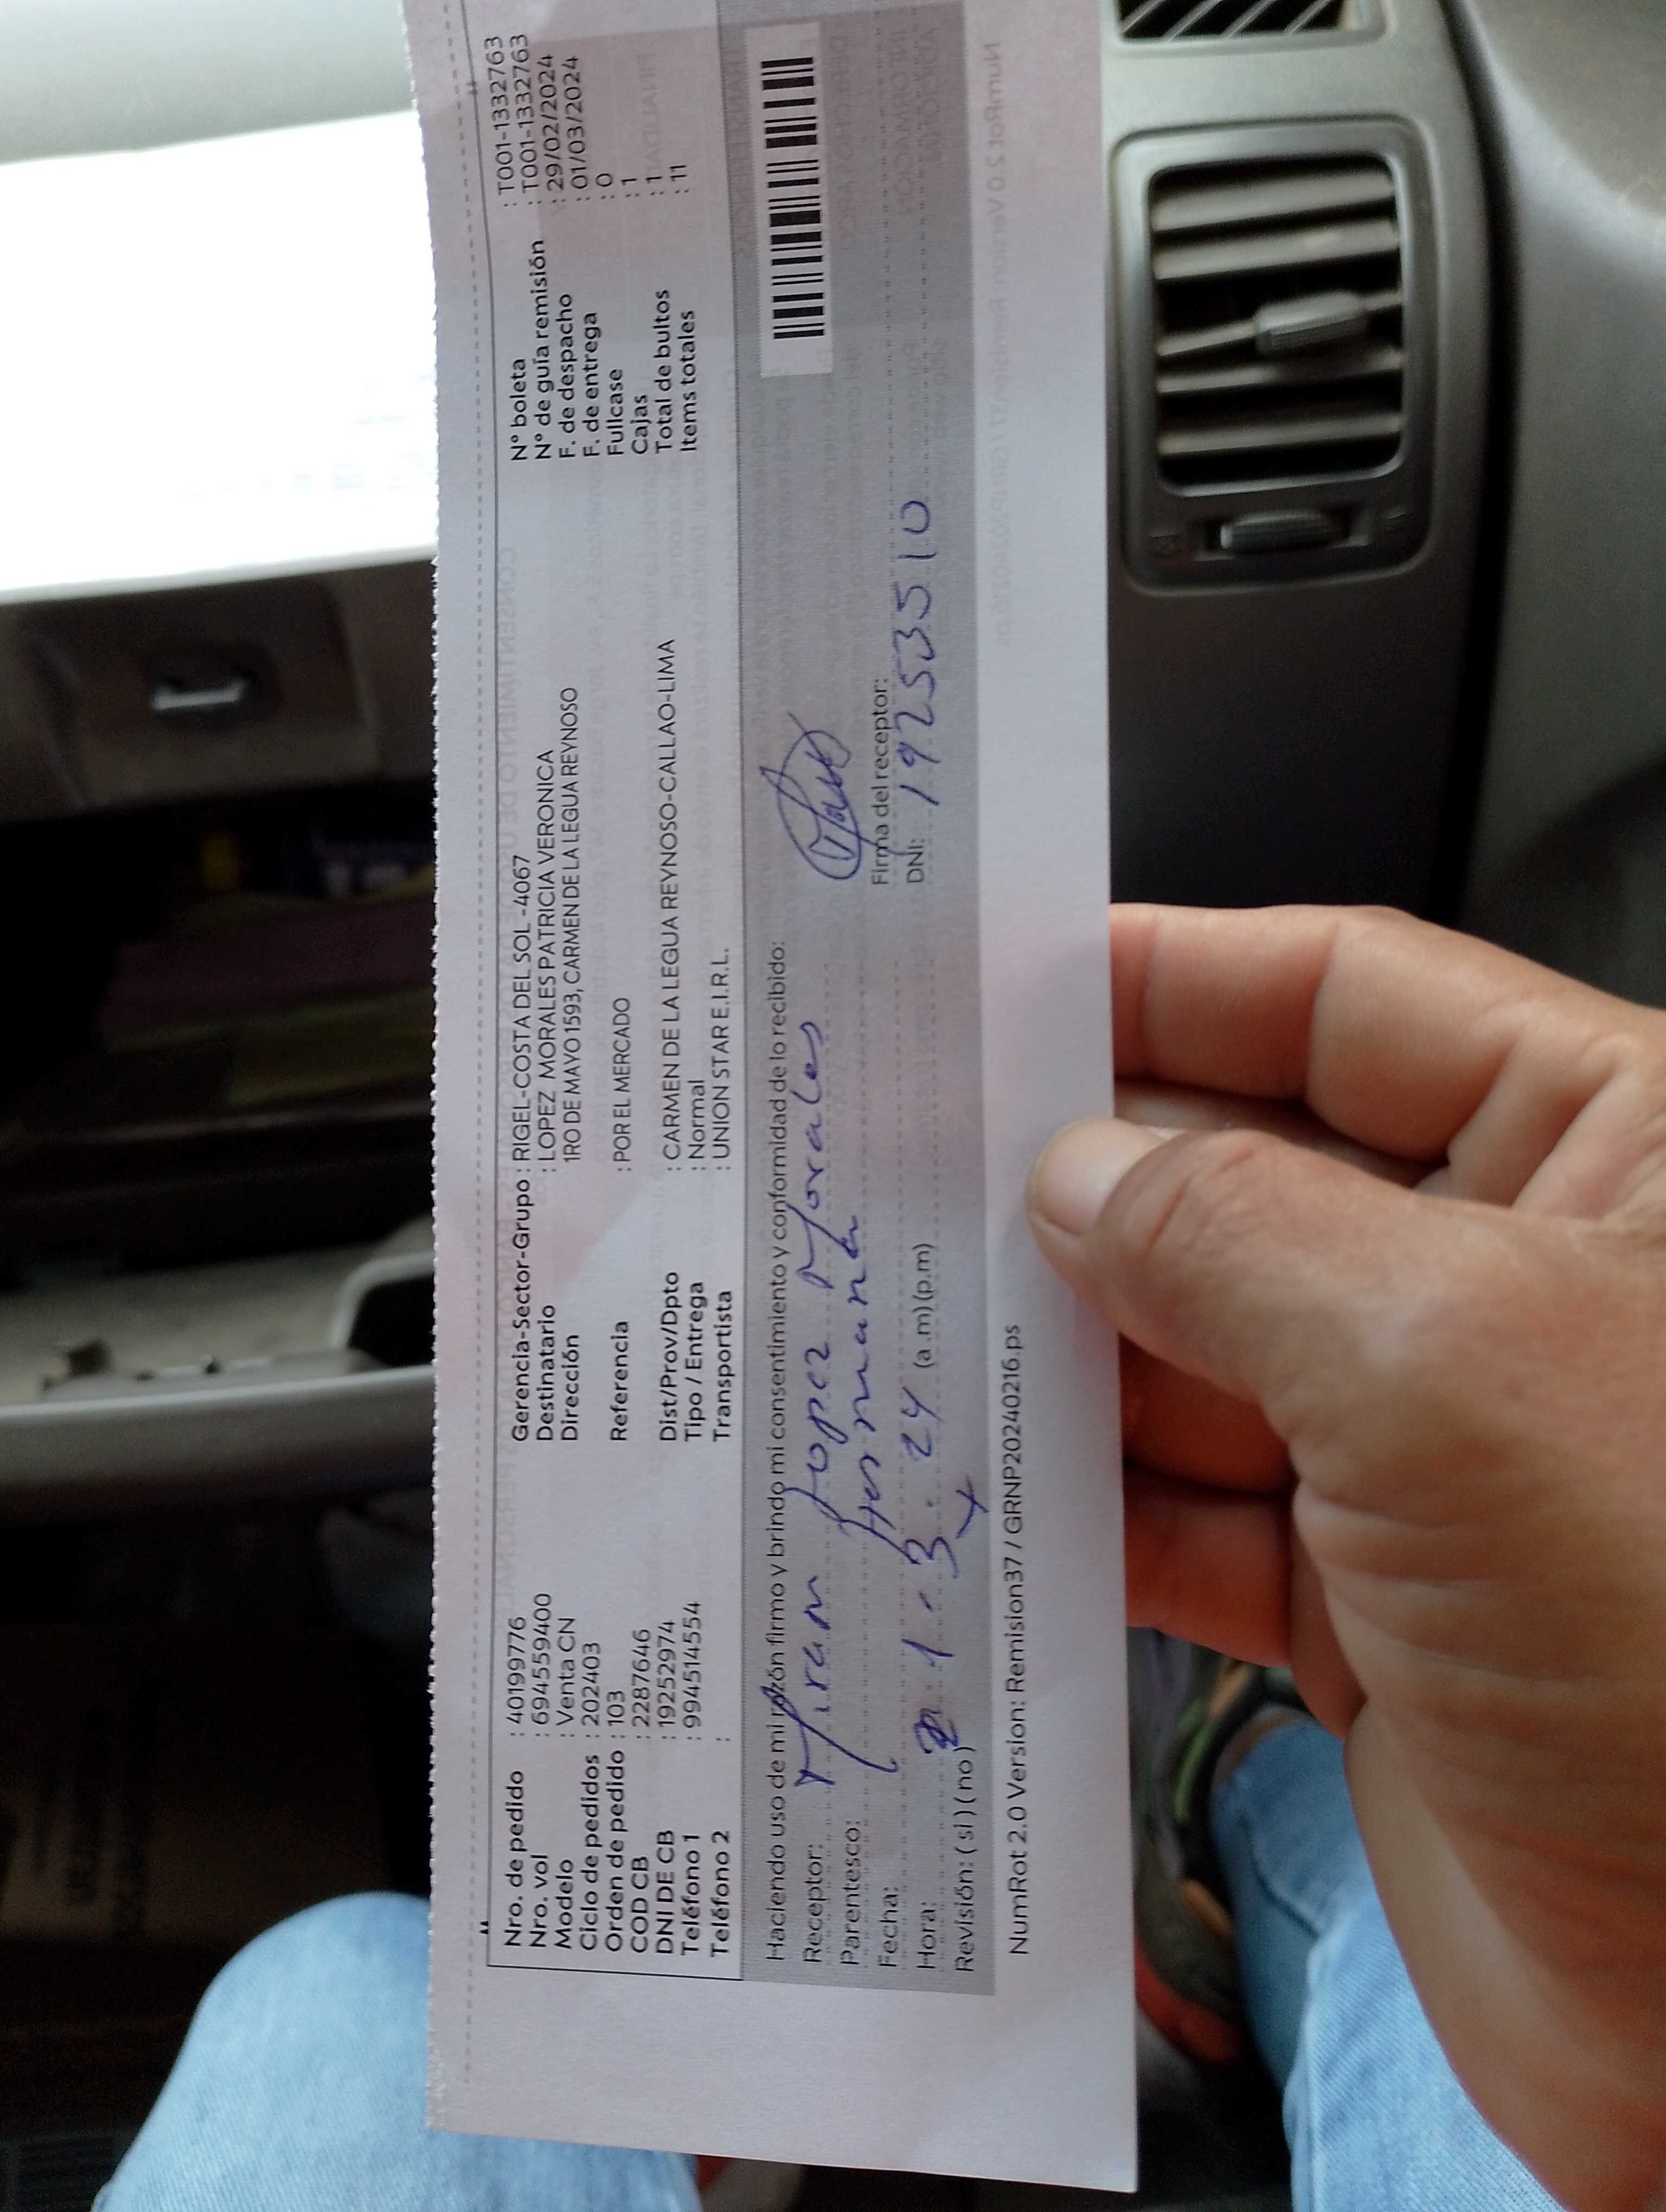 Nro. de pedido : 40199776
Nro. vol : 694559400
Modelo : Venta CN
Ciclo de pedidos : 202403
Orden de pedido : 103
COD CB : 2287646
DNI DE CB : 19252974
Teléfono 1 : 994514554
Teléfono 2 :
Gerencia-Sector-Grupo : RIGEL-COSTA DEL SOL -4067
Destinatario : LOPEZ MORALES PATRICIA VERONICA
Dirección 1RO DE MAYO 1593, CARMEN DE LA LEGUA REYNOSO
Referencia : POR EL MERCADO
Dist/Prov/Dpto : CARMEN DE LA LEGUA REYNOSO-CALLAO-LIMA
Tipo / Entrega : Normal
Transportista : UNION STAR E.I.R.L.
N° boleta : T001-1332763
N° de guía remisión : T001-1332763
F. de despacho : 29/02/2024
F. de entrega : 01/03/2024
Fullcase : 0
Cajas : 1
Total de bultos : 1
Items totales : 11
Haciendo uso de mi razón firmo y brindo mi consentimiento y conformidad de lo recibido:
Receptor: Miram Lopez Morales
Parentesco: Hermana
Fecha: 1 . 3 . 24
Hora: (a.m) (p.m)
Revisión: ( si ) ( no )
Firma del receptor:
DNI: 19253510
NumRot 2.0 Version: Remision37 / GRNP20240216.ps